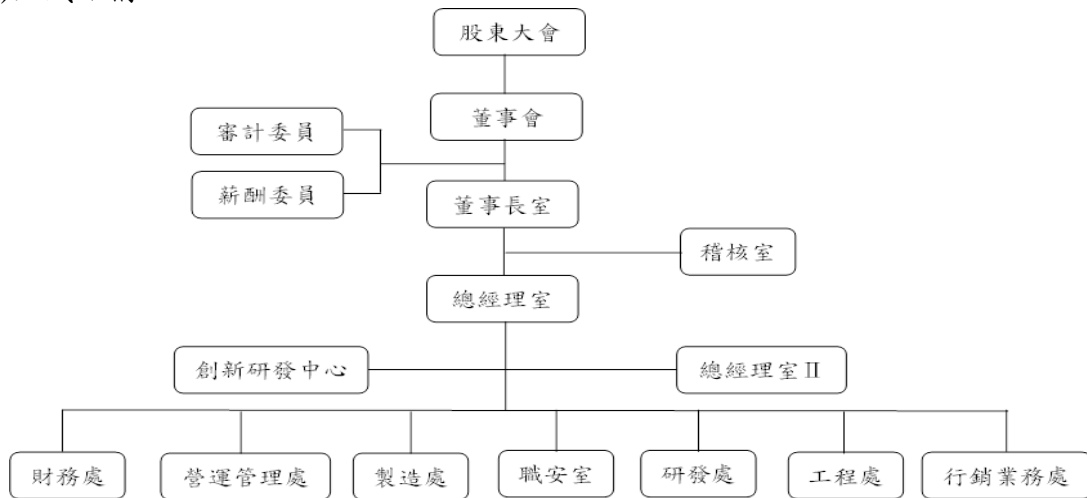 股東大會
董事會
審計委員
薪酬委員
董事長室
稽核室
總經理室
創新研發中心
總經理室Ⅱ
財務處
營運管理處
製造處
職安室
研發處
工程處
行銷業務處